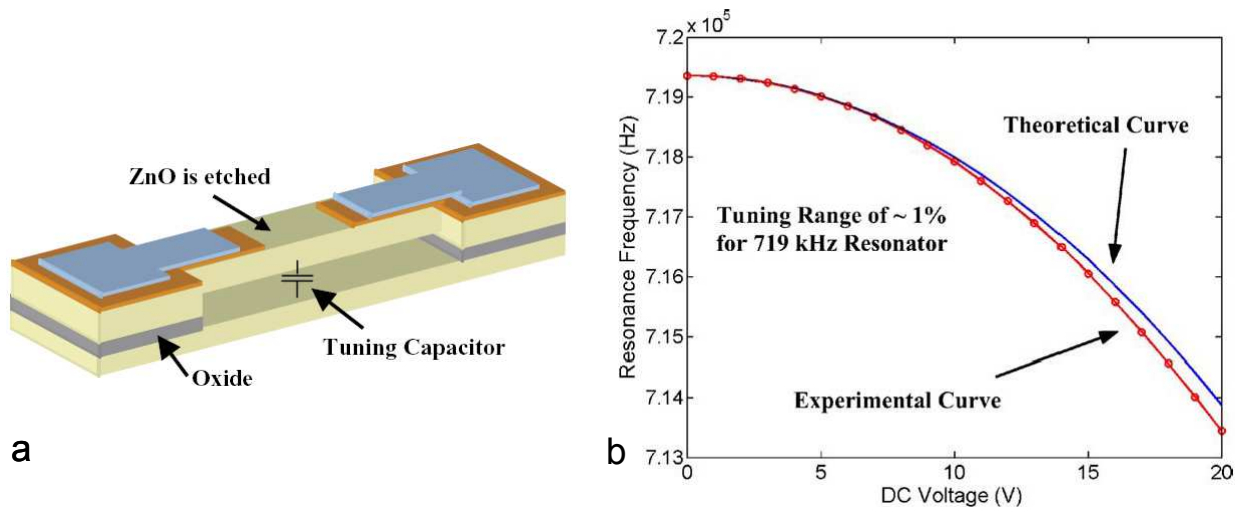 ZnO is etched
Tuning Capacitor
Oxide
a
x 10^5
7.2
7.19
7.18
7.17
7.16
7.15
7.14
7.13
Resonance Frequency (Hz)
Theoretical Curve
Tuning Range of ~ 1%
for 719 kHz Resonator
Experimental Curve
0 5 10 15 20
DC Voltage (V)
b